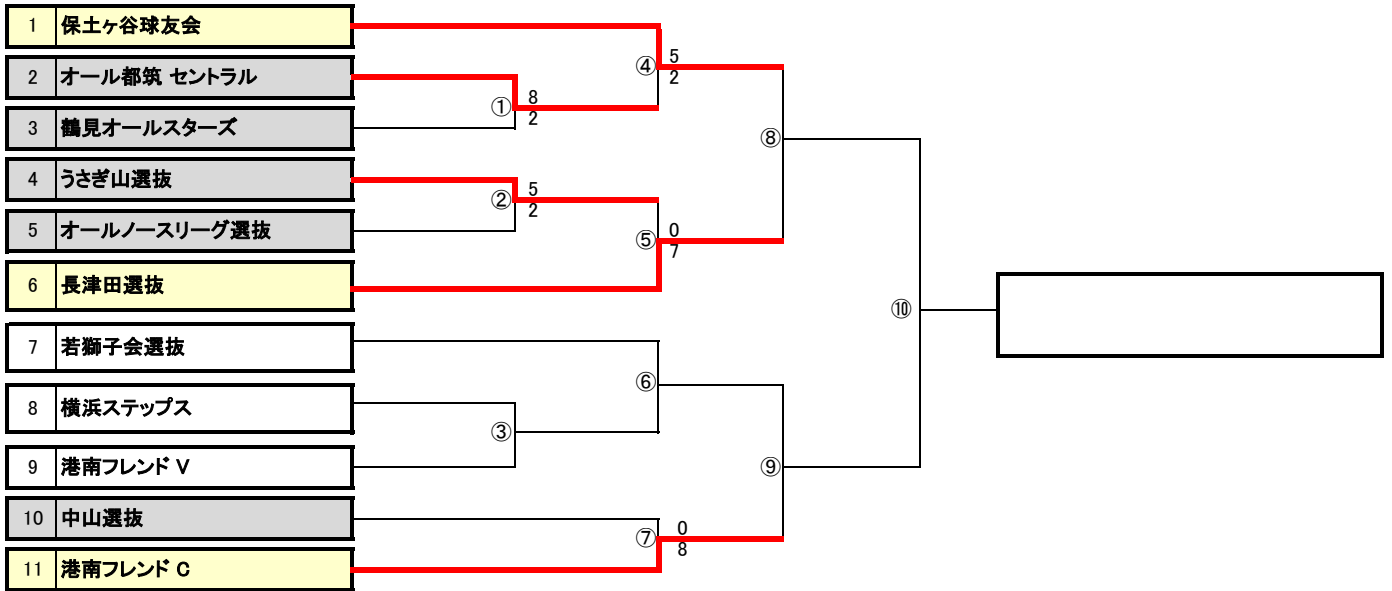 1 保土ヶ谷球友会
2 オール都筑 セントラル
3 鶴見オールスターズ
4 うさぎ山選抜
5 オールノースリーグ選抜
6 長津田選抜
7 若獅子会選抜
8 横浜ステップス
9 港南フレンド V
10 中山選抜
11 港南フレンド C
① 8
2
② 5
2
③
④ 5
2
⑤ 0
7
⑥
⑦ 0
8
⑧
⑨
⑩